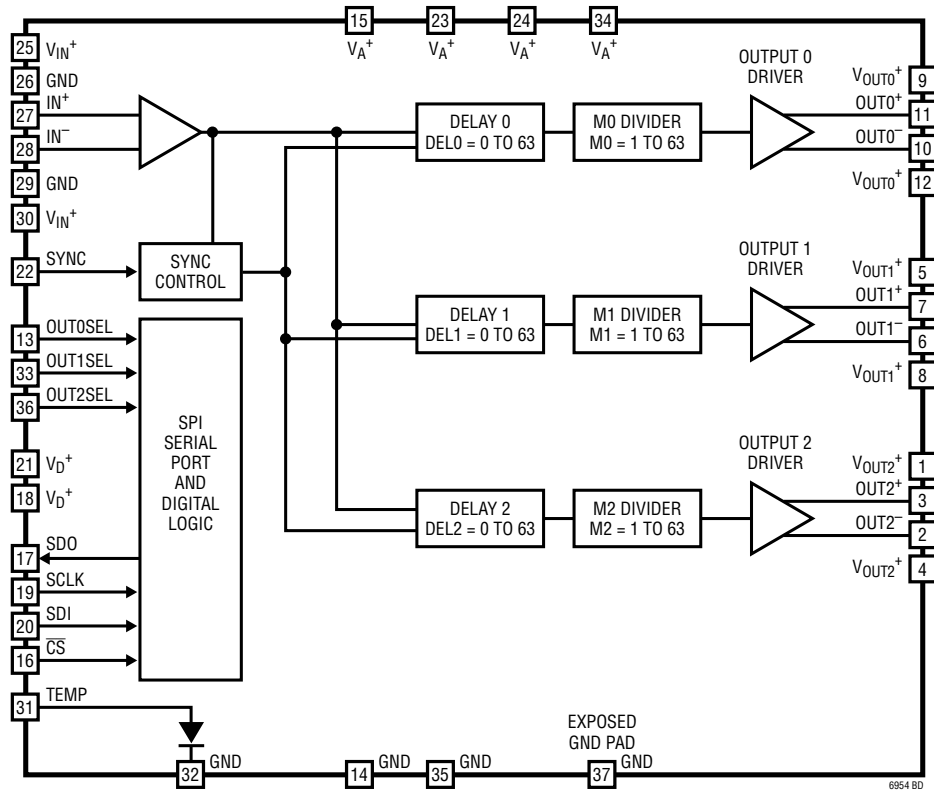 15
23
24
34
V_A^+
V_A^+
V_A^+
V_A^+
25
V_IN^+
26
GND
27
IN^+
28
IN^-
29
GND
30
V_IN^+
22
SYNC
SYNC
CONTROL
13
OUT0SEL
33
OUT1SEL
36
OUT2SEL
21
V_D^+
18
V_D^+
17
SDO
19
SCLK
20
SDI
16
C̅S̅
31
TEMP
SPI
SERIAL
PORT
AND
DIGITAL
LOGIC
DELAY 0
DEL0 = 0 TO 63
M0 DIVIDER
M0 = 1 TO 63
OUTPUT 0
DRIVER
V_OUT0^+
9
OUT0^+
11
OUT0^-
10
V_OUT0^+
12
DELAY 1
DEL1 = 0 TO 63
M1 DIVIDER
M1 = 1 TO 63
OUTPUT 1
DRIVER
V_OUT1^+
5
OUT1^+
7
OUT1^-
6
V_OUT1^+
8
DELAY 2
DEL2 = 0 TO 63
M2 DIVIDER
M2 = 1 TO 63
OUTPUT 2
DRIVER
V_OUT2^+
1
OUT2^+
3
OUT2^-
2
V_OUT2^+
4
32
GND
14
GND
35
GND
EXPOSED
GND PAD
37
GND
6954 BD